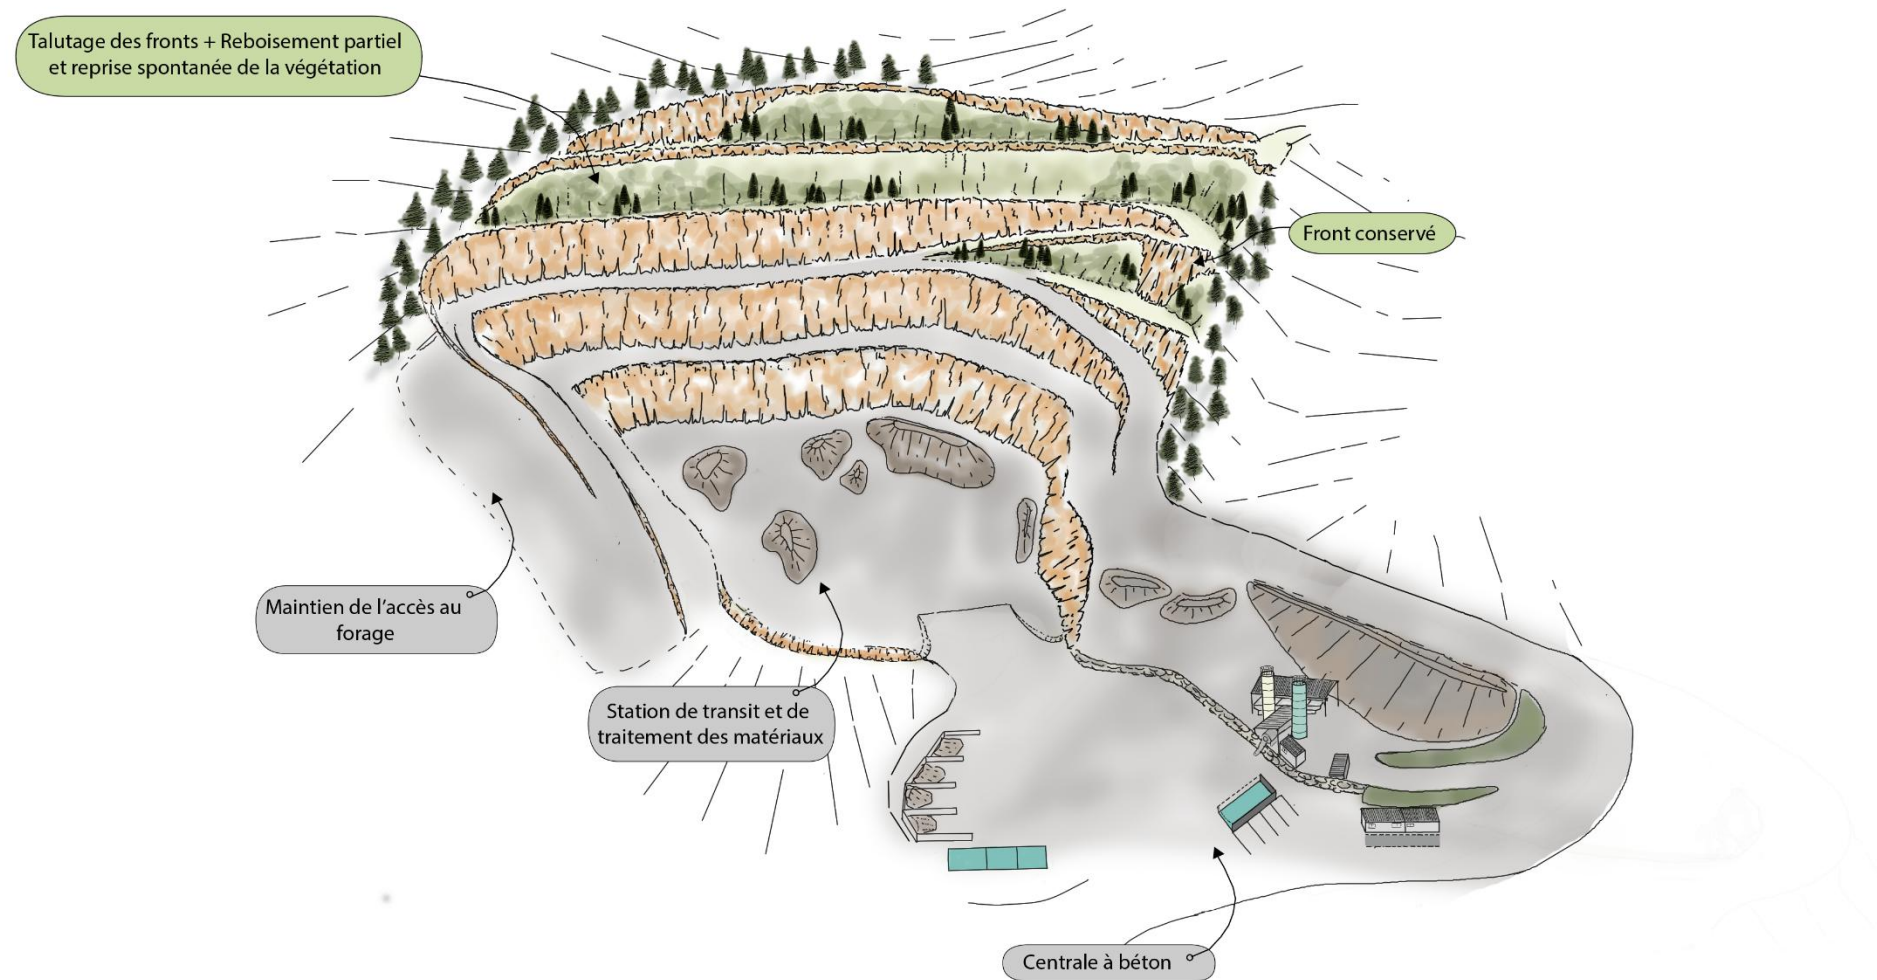 Talutage des fronts + Reboisement partiel
et reprise spontanée de la végétation
Front conservé
Maintien de l'accès au
forage
Station de transit et de
traitement des matériaux
Centrale à béton